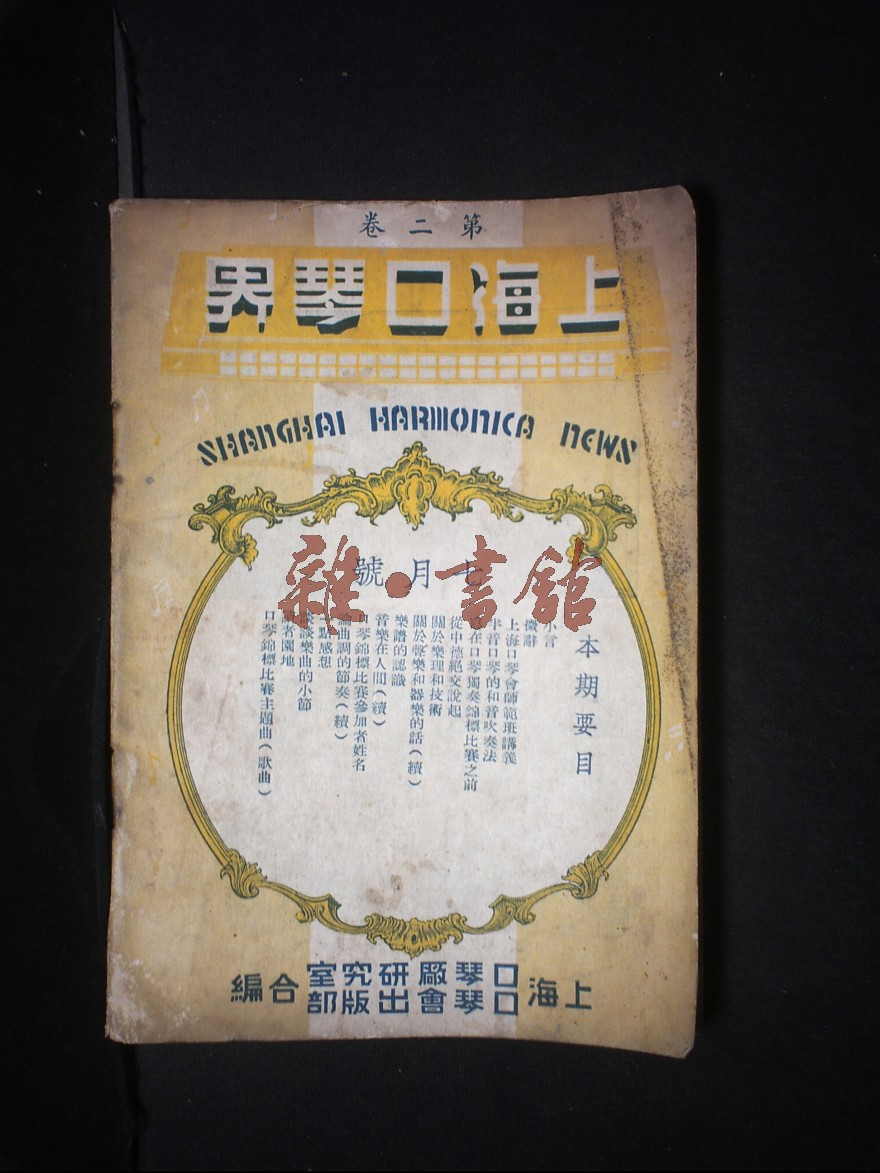 第二卷
上海口琴界
SHANGHAI HARMONICA NEWS
七月號
雜·書館
本期要目
小言
徵辭
上海口琴會師範班講義
半音口琴的和音吹奏法
在口琴獨奏錦標比賽之前
從中德絕交說起
關於樂理和技術
關於聲樂和器樂的話(續)
樂譜的認識
音樂在人間(續)
口琴錦標比賽參加者姓名
論曲調的節奏(續)
一點感想
談談樂曲的小節
讀者園地
口琴錦標比賽主題曲(歌曲)
上海
口琴廠研究室
口琴會出版部
合編